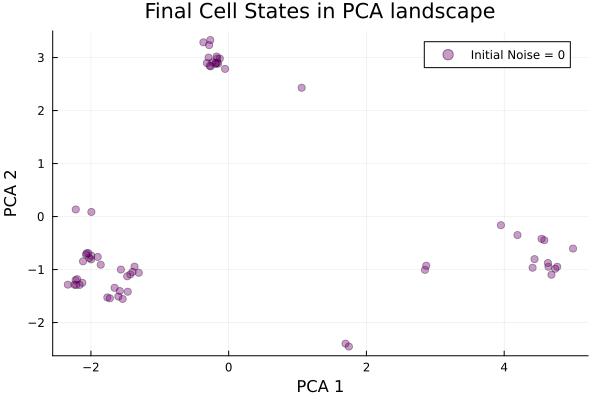 Final Cell States in PCA landscape
Initial Noise = 0
3
2
1
0
−1
−2
PCA 2
−2
0
2
4
PCA 1